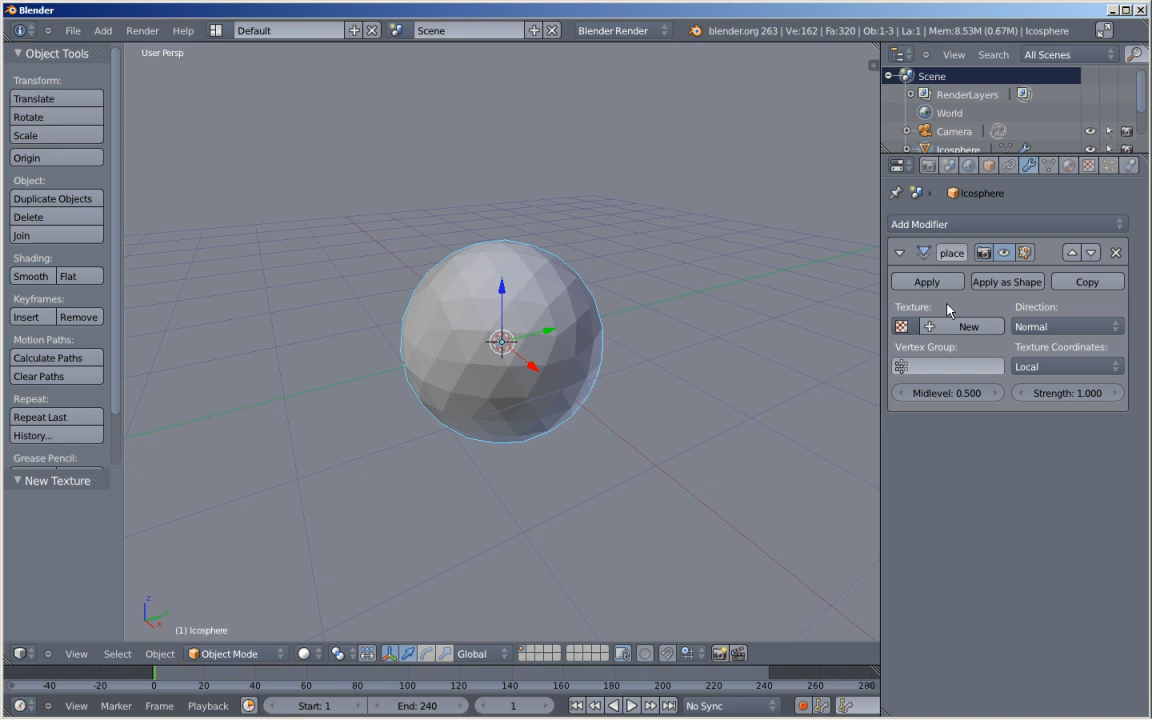 Blender
File Add Render Help Default Scene Blender Render blender.org 263 | Ve:162 | Fa:320 | Ob:1-3 | La:1 | Mem:8.53M (0.67M) | Icosphere
Object Tools
Transform:
Translate
Rotate
Scale
Origin
Object:
Duplicate Objects
Delete
Join
Shading:
Smooth Flat
Keyframes:
Insert Remove
Motion Paths:
Calculate Paths
Clear Paths
Repeat:
Repeat Last
History...
Grease Pencil:
New Texture
User Persp
(1) Icosphere
View Search All Scenes
Scene
RenderLayers
World
Camera
Icosphere
Icosphere
Add Modifier
place
Apply Apply as Shape Copy
Texture: Direction:
New Normal
Vertex Group: Texture Coordinates:
Local
Midlevel: 0.500 Strength: 1.000
View Select Object Object Mode Global
-40 -20 0 20 40 60 80 100 120 140 160 180 200 220 240 260 280
View Marker Frame Playback Start: 1 End: 240 1 No Sync